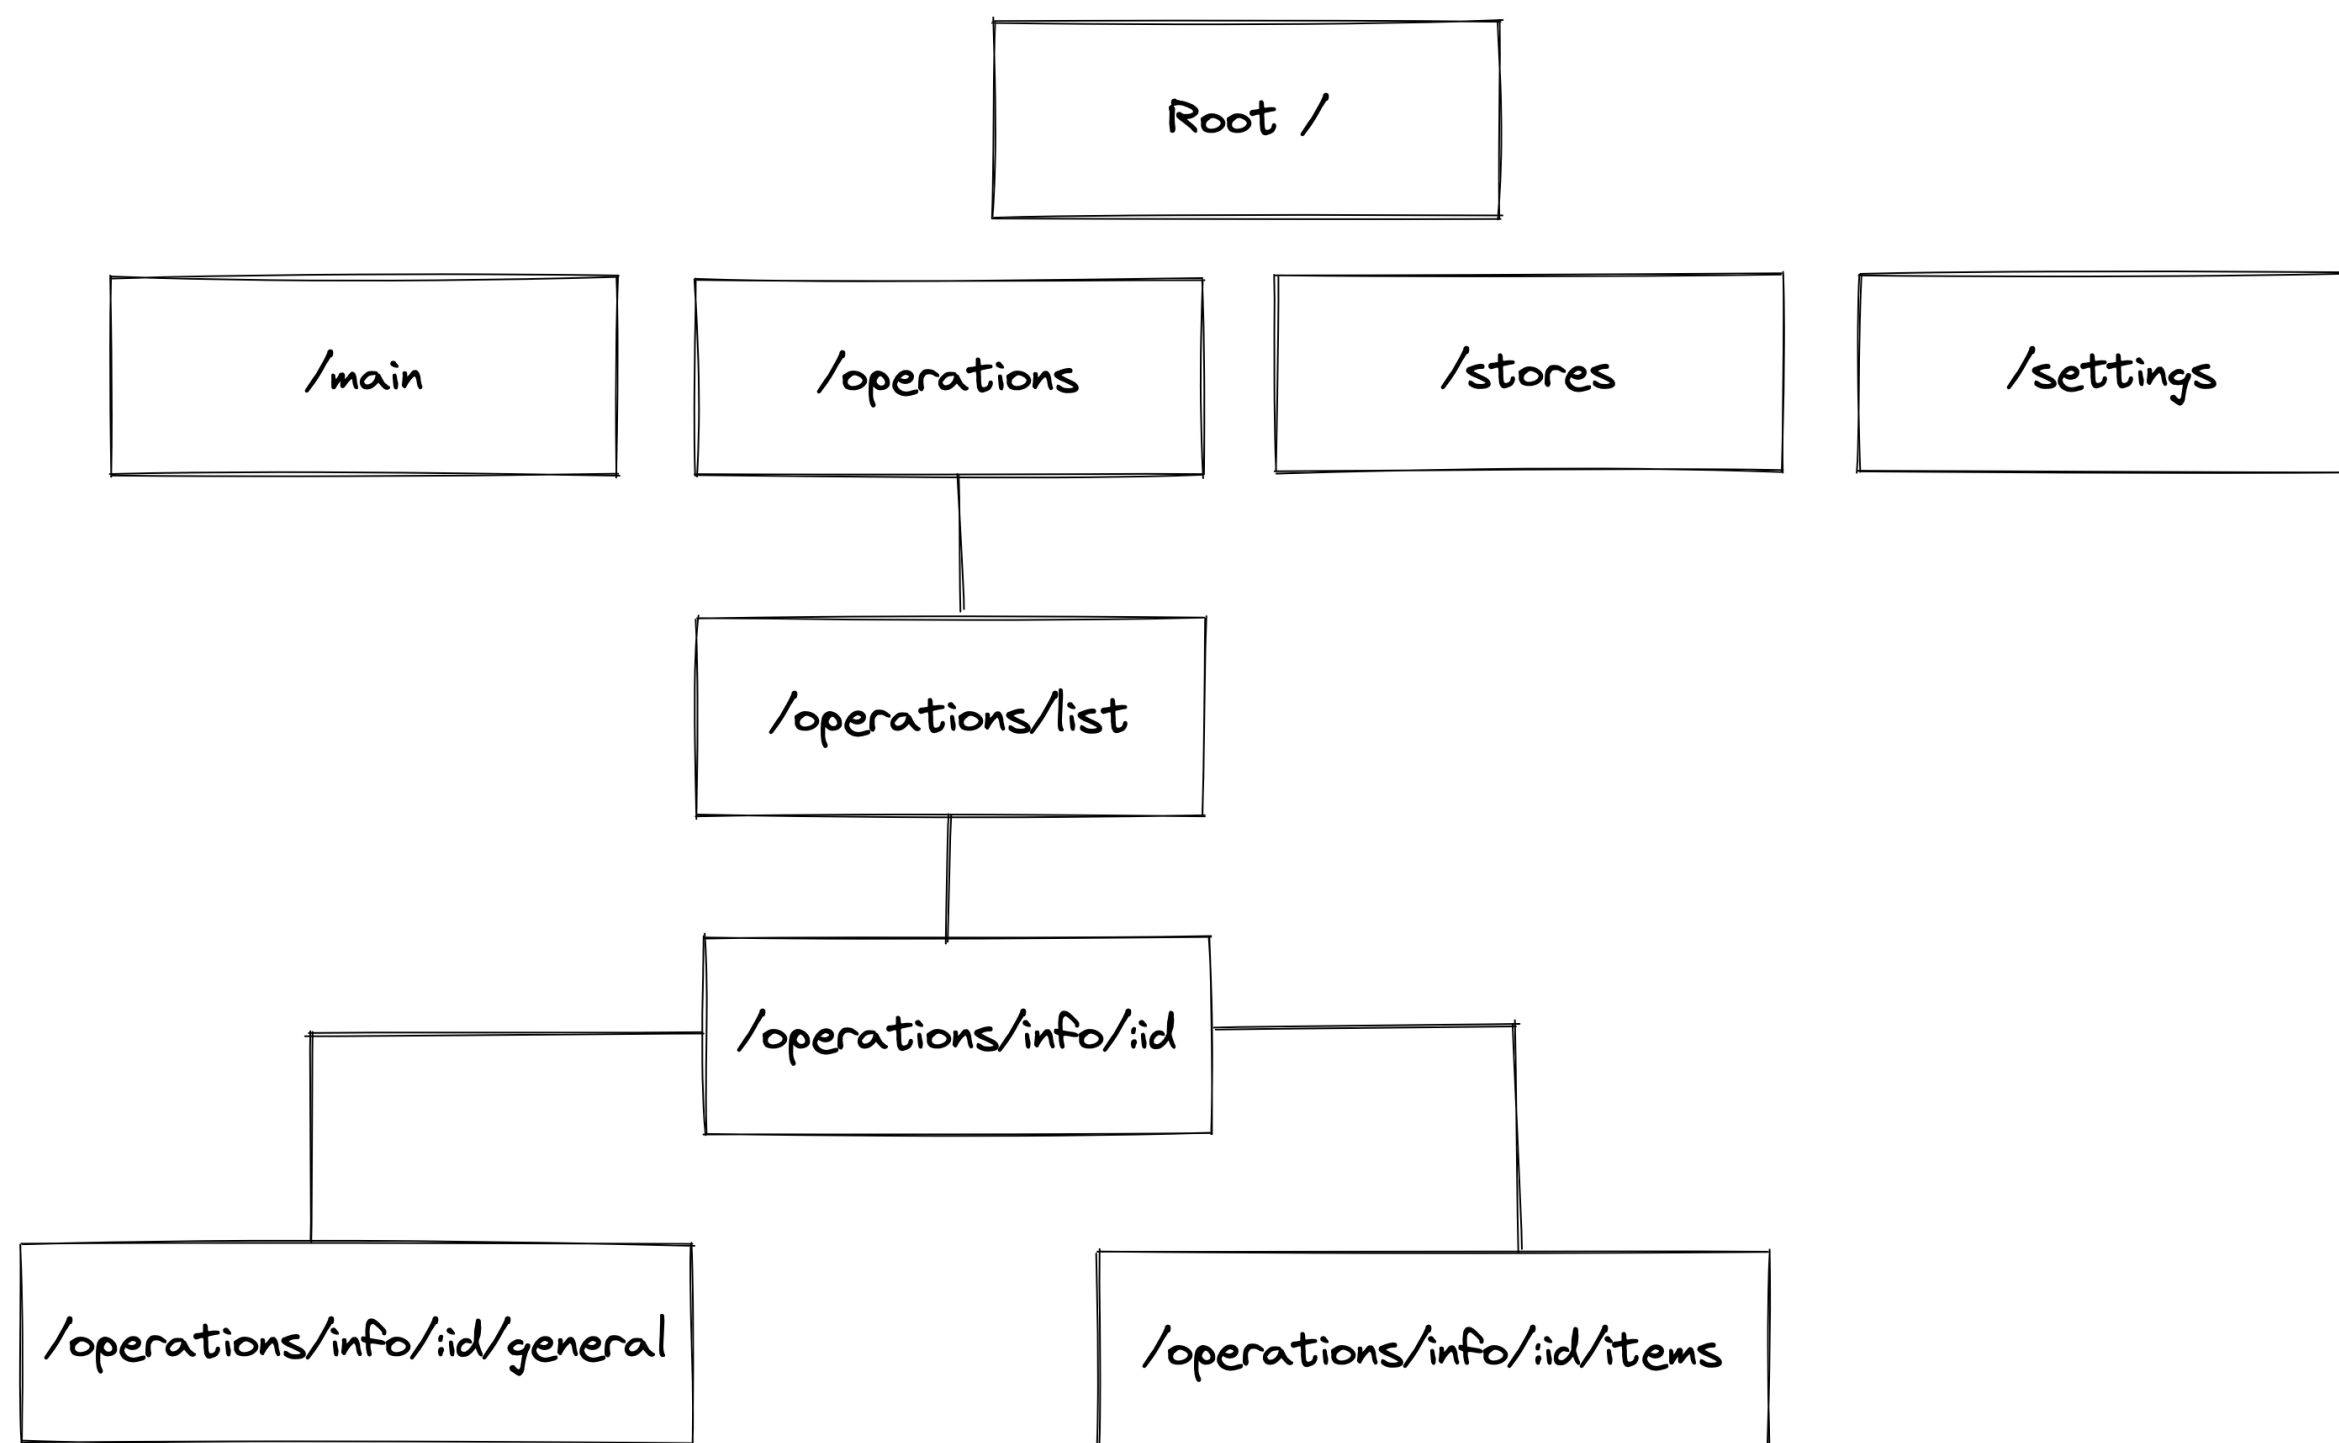 Root /
/main
/operations
/stores
/settings
/operations/list
/operations/info/:id
/operations/info/:id/general
/operations/info/:id/items